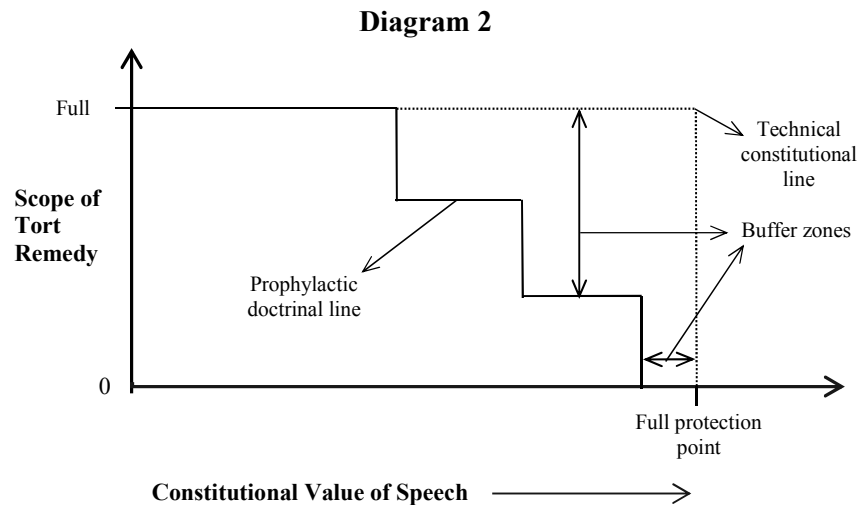 Diagram 2
Full
Technical
constitutional
line
Scope of
Tort
Remedy
Buffer zones
Prophylactic
doctrinal line
0
Full protection
point
Constitutional Value of Speech